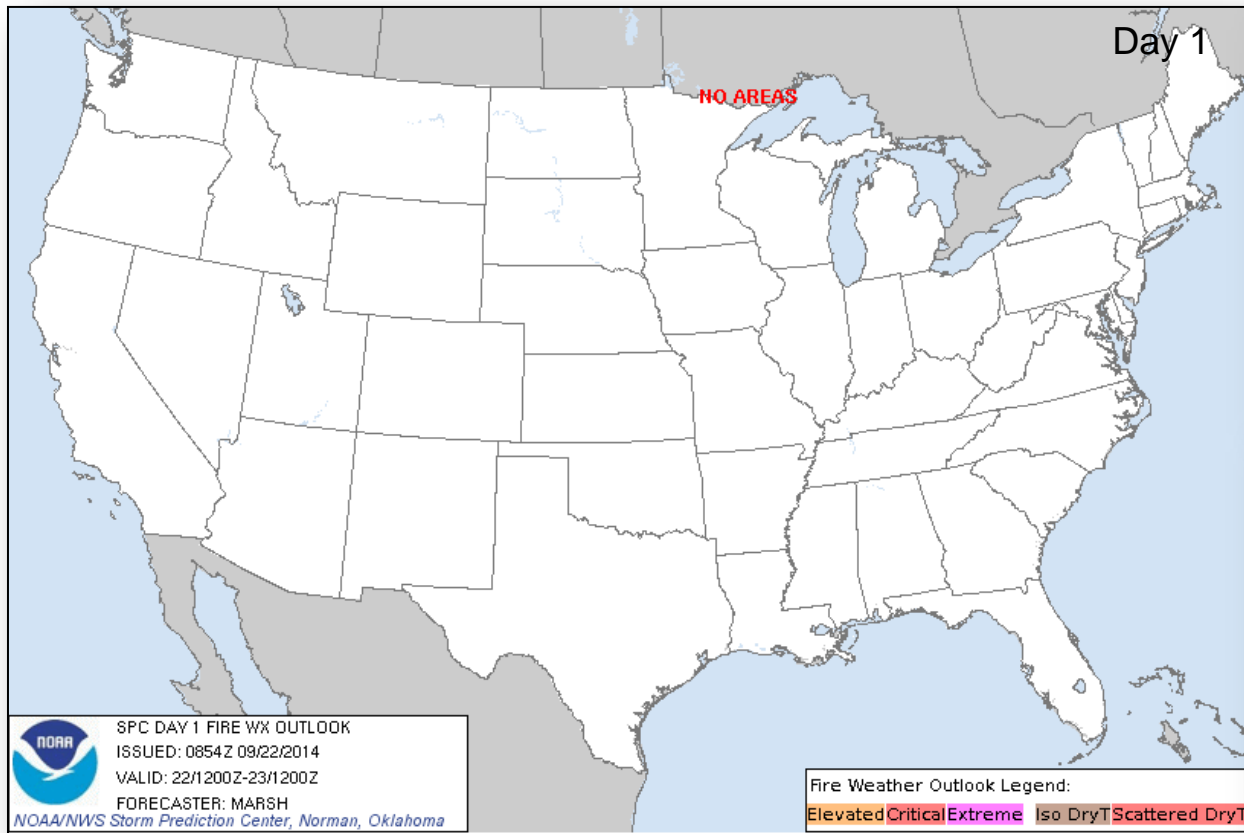 Day 1
NO AREAS
NOAA
SPC DAY 1 FIRE WX OUTLOOK
ISSUED: 0854Z 09/22/2014
VALID: 22/1200Z-23/1200Z
FORECASTER: MARSH
NOAA/NWS Storm Prediction Center, Norman, Oklahoma
Fire Weather Outlook Legend:
Elevated Critical Extreme Iso DryT Scattered DryT